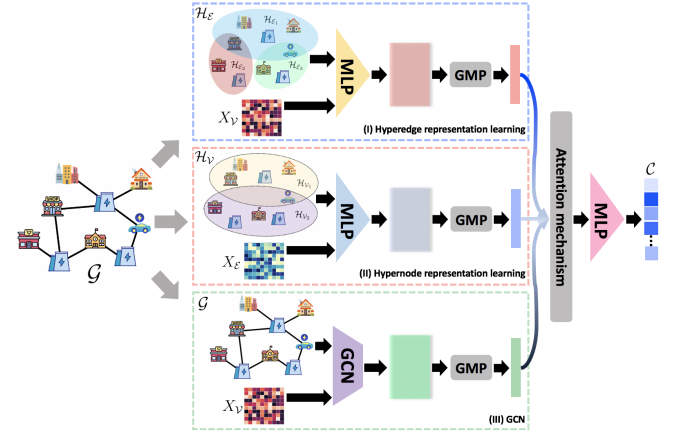 $\mathcal{G}$
$\mathcal{H}_{\mathcal{E}}$
$\mathcal{H}_{\mathcal{E}_1}$
$\mathcal{H}_{\mathcal{E}_2}$
$\mathcal{H}_{\mathcal{E}_3}$
$X_{\mathcal{V}}$
MLP
GMP
(I) Hyperedge representation learning
$\mathcal{H}_{\mathcal{V}}$
$\mathcal{H}_{\mathcal{V}_1}$
$\mathcal{H}_{\mathcal{V}_2}$
$X_{\mathcal{E}}$
MLP
GMP
(II) Hypernode representation learning
$\mathcal{G}$
$X_{\mathcal{V}}$
GCN
GMP
(III) GCN
Attention mechanism
MLP
$\mathcal{C}$